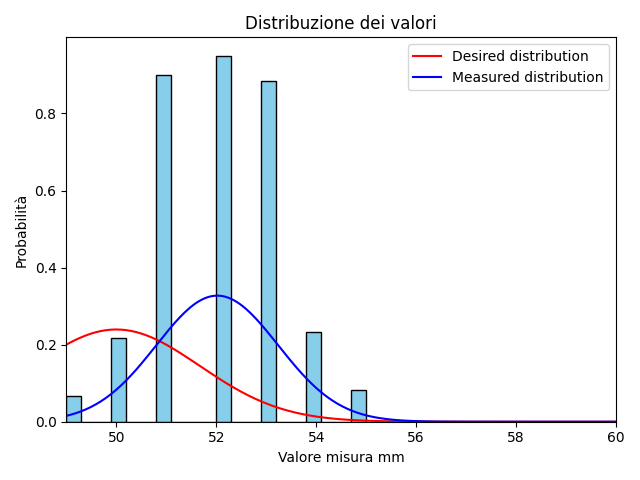 Distribuzione dei valori
Desired distribution
Measured distribution
Probabilità
0.8
0.6
0.4
0.2
0.0
50 52 54 56 58 60
Valore misura mm